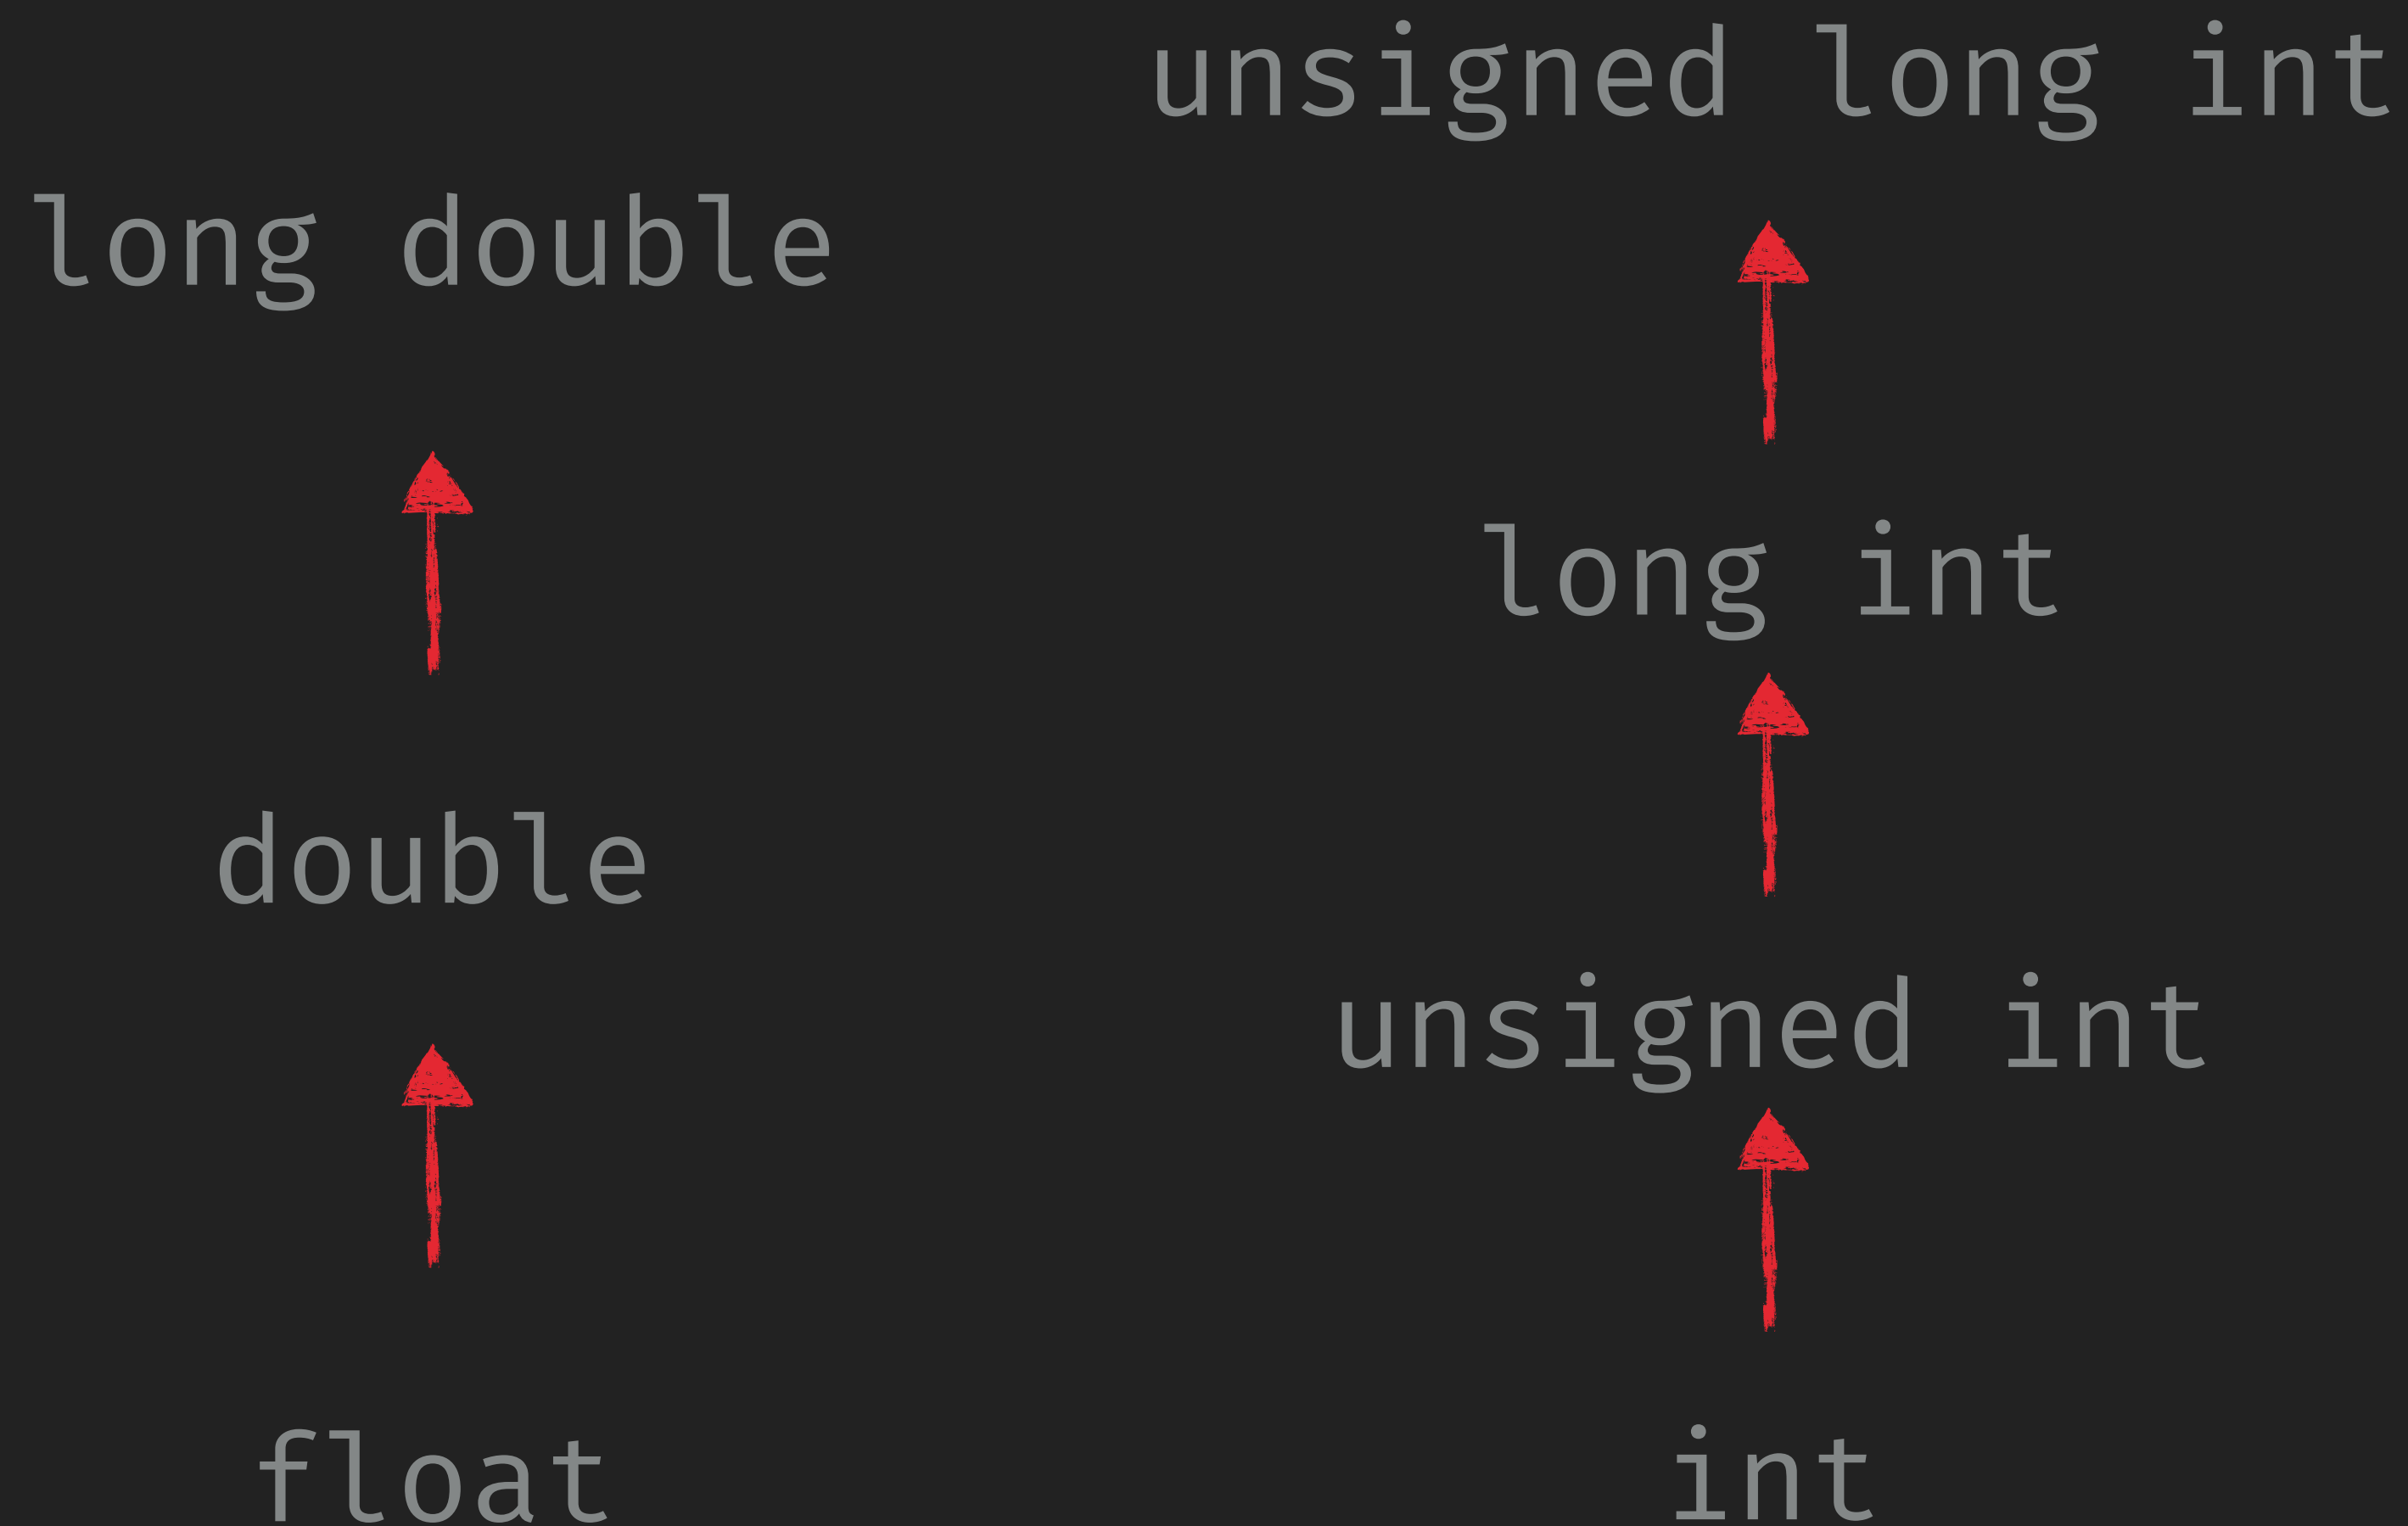 long double
double
float
unsigned long int
long int
unsigned int
int